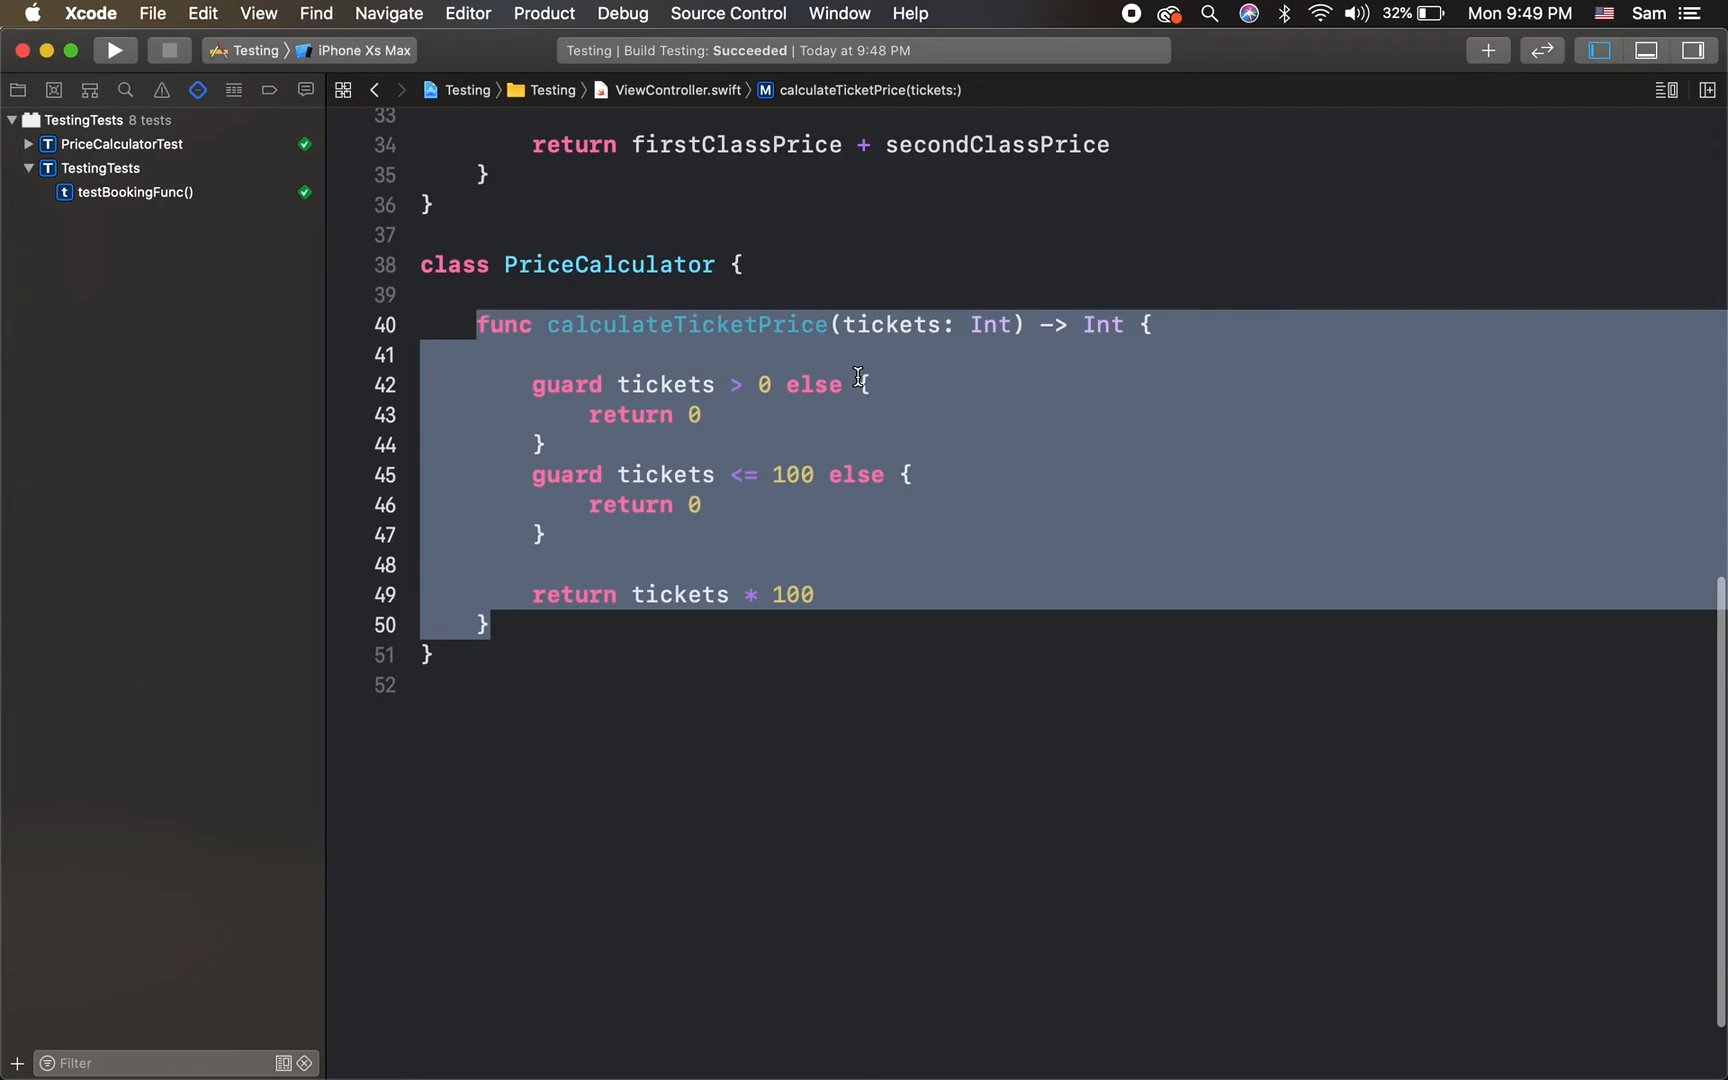 Xcode File Edit View Find Navigate Editor Product Debug Source Control Window Help 32% Mon 9:49 PM Sam
Testing iPhone Xs Max Testing | Build Testing: Succeeded | Today at 9:48 PM
Testing Testing ViewController.swift M calculateTicketPrice(tickets:)
TestingTests 8 tests
T PriceCalculatorTest
T TestingTests
t testBookingFunc()
33
34 return firstClassPrice + secondClassPrice
35 }
36 }
37
38 class PriceCalculator {
39
40 func calculateTicketPrice(tickets: Int) -> Int {
41
42 guard tickets > 0 else {
43 return 0
44 }
45 guard tickets <= 100 else {
46 return 0
47 }
48
49 return tickets * 100
50 }
51 }
52
Filter